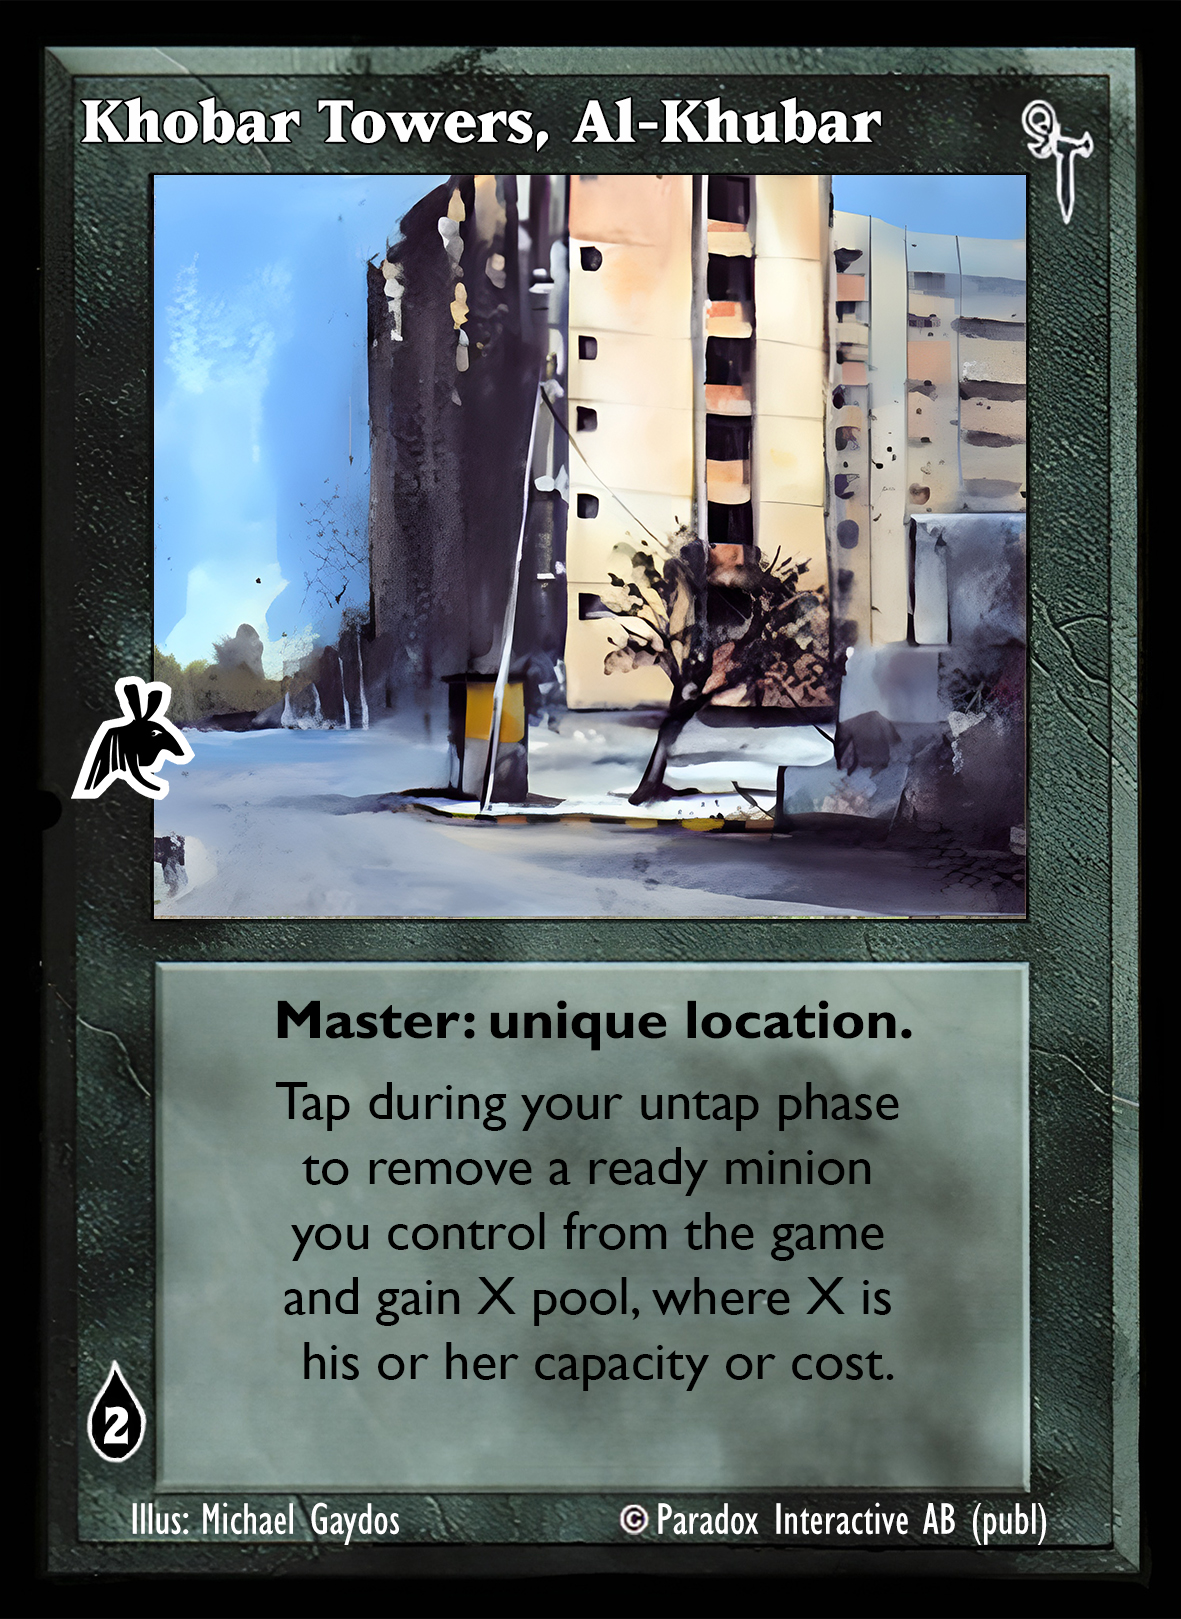 Khobar Towers, Al-Khubar
Master: unique location.
Tap during your untap phase
to remove a ready minion
you control from the game
and gain X pool, where X is
his or her capacity or cost.
2
Illus: Michael Gaydos
© Paradox Interactive AB (publ)